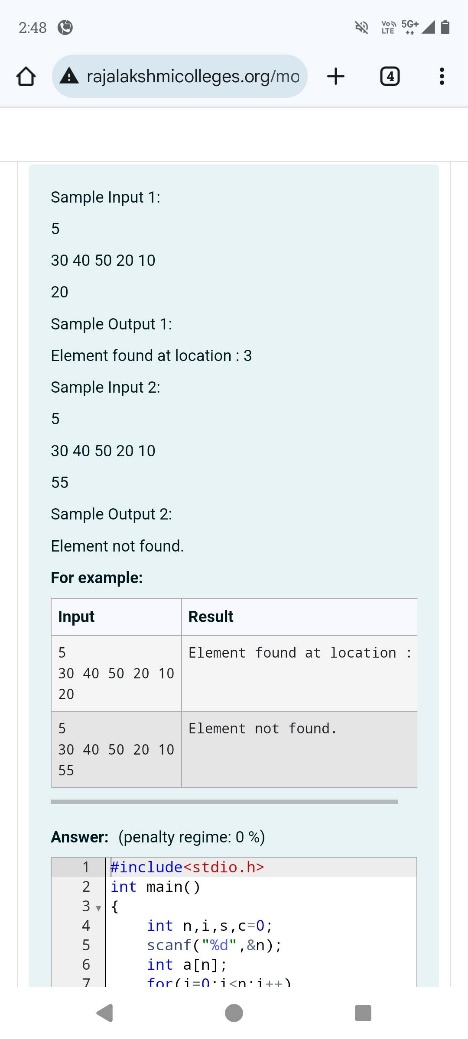 2:48
Vo))
LTE
5G+
rajalakshmicolleges.org/mo
4
Sample Input 1:
5
30 40 50 20 10
20
Sample Output 1:
Element found at location : 3
Sample Input 2:
5
30 40 50 20 10
55
Sample Output 2:
Element not found.
For example:
Input Result
5 Element found at location :
30 40 50 20 10
20
5 Element not found.
30 40 50 20 10
55
Answer: (penalty regime: 0 %)
1 #include<stdio.h>
2 int main()
3 {
4 int n,i,s,c=0;
5 scanf("%d",&n);
6 int a[n];
7 for(i=0;i<n;i++)